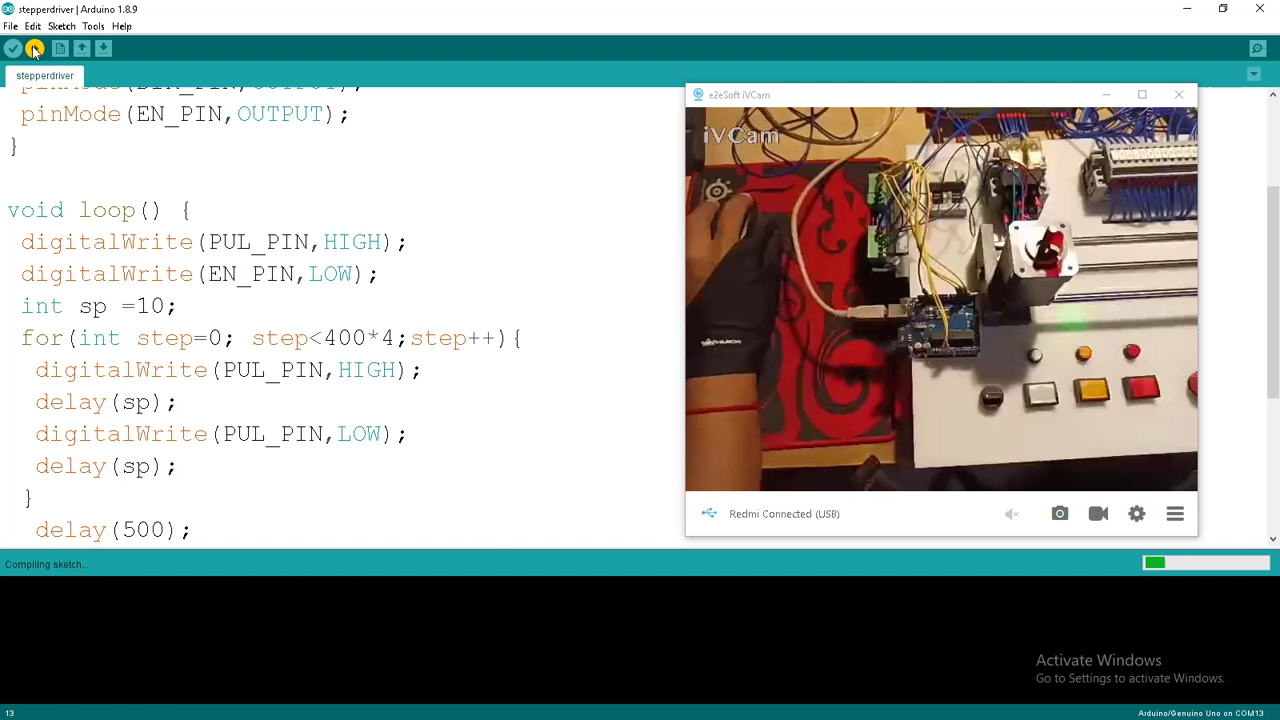 stepperdriver | Arduino 1.8.9
File Edit Sketch Tools Help
stepperdriver
pinMode(DIR_PIN,OUTPUT);
pinMode(EN_PIN,OUTPUT);
}
void loop() {
digitalWrite(PUL_PIN,HIGH);
digitalWrite(EN_PIN,LOW);
int sp =10;
for(int step=0; step<400*4;step++){
digitalWrite(PUL_PIN,HIGH);
delay(sp);
digitalWrite(PUL_PIN,LOW);
delay(sp);
}
delay(500);
e2eSoft iVCam
iVCam
Redmi Connected (USB)
Compiling sketch...
Activate Windows
Go to Settings to activate Windows.
13
Arduino/Genuino Uno on COM13